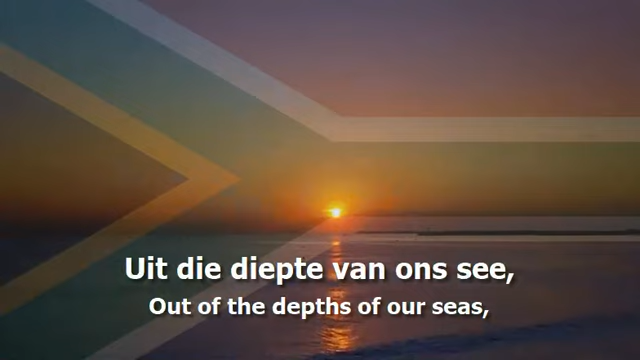 Uit die diepte van ons see,
Out of the depths of our seas,